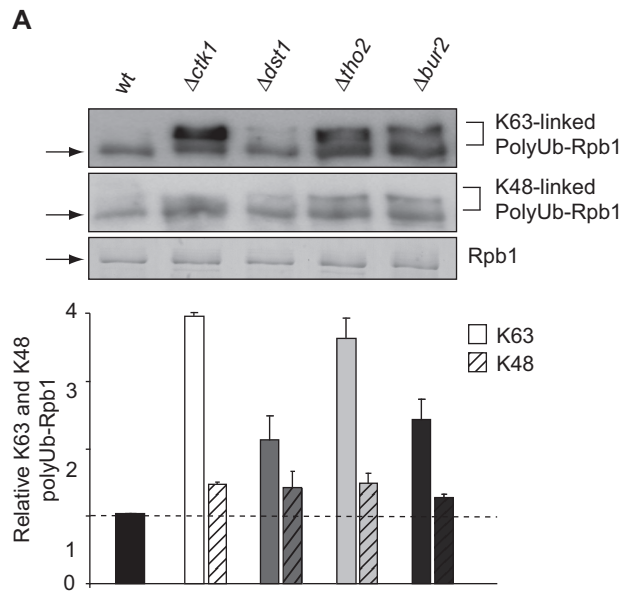 A
wt
Δctk1
Δdst1
Δtho2
Δbur2
K63-linked
PolyUb-Rpb1
K48-linked
PolyUb-Rpb1
Rpb1
Relative K63 and K48
polyUb-Rpb1
4
3
2
1
0
K63
K48